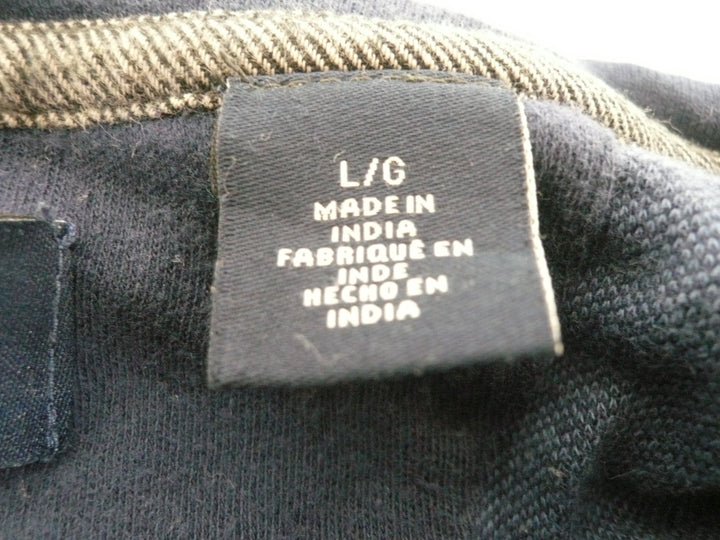 L/G
MADE IN
INDIA
FABRIQUÉ EN
INDE
HECHO EN
INDIA